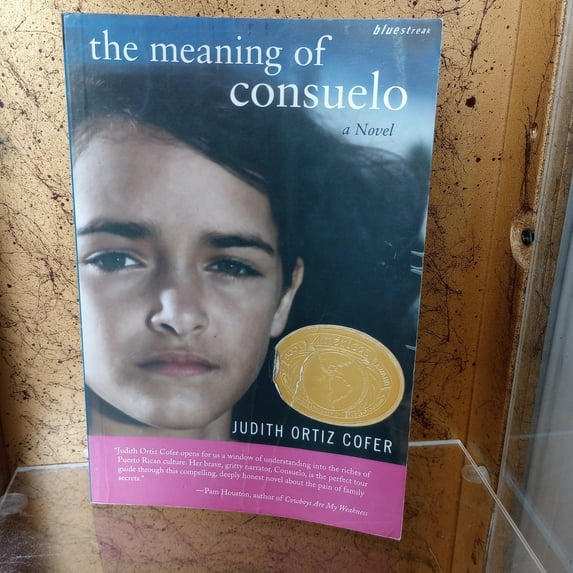 bluestreak
the meaning of
consuelo
a Novel
JUDITH ORTIZ COFER
"Judith Ortiz Cofer opens for us a window of understanding into the riches of
Puerto Rican culture. Her brave, gritty narrator, Consuelo, is the perfect tour
guide through this compelling, deeply honest novel about the pain of family
secrets."
—Pam Houston, author of Cowboys Are My Weakness